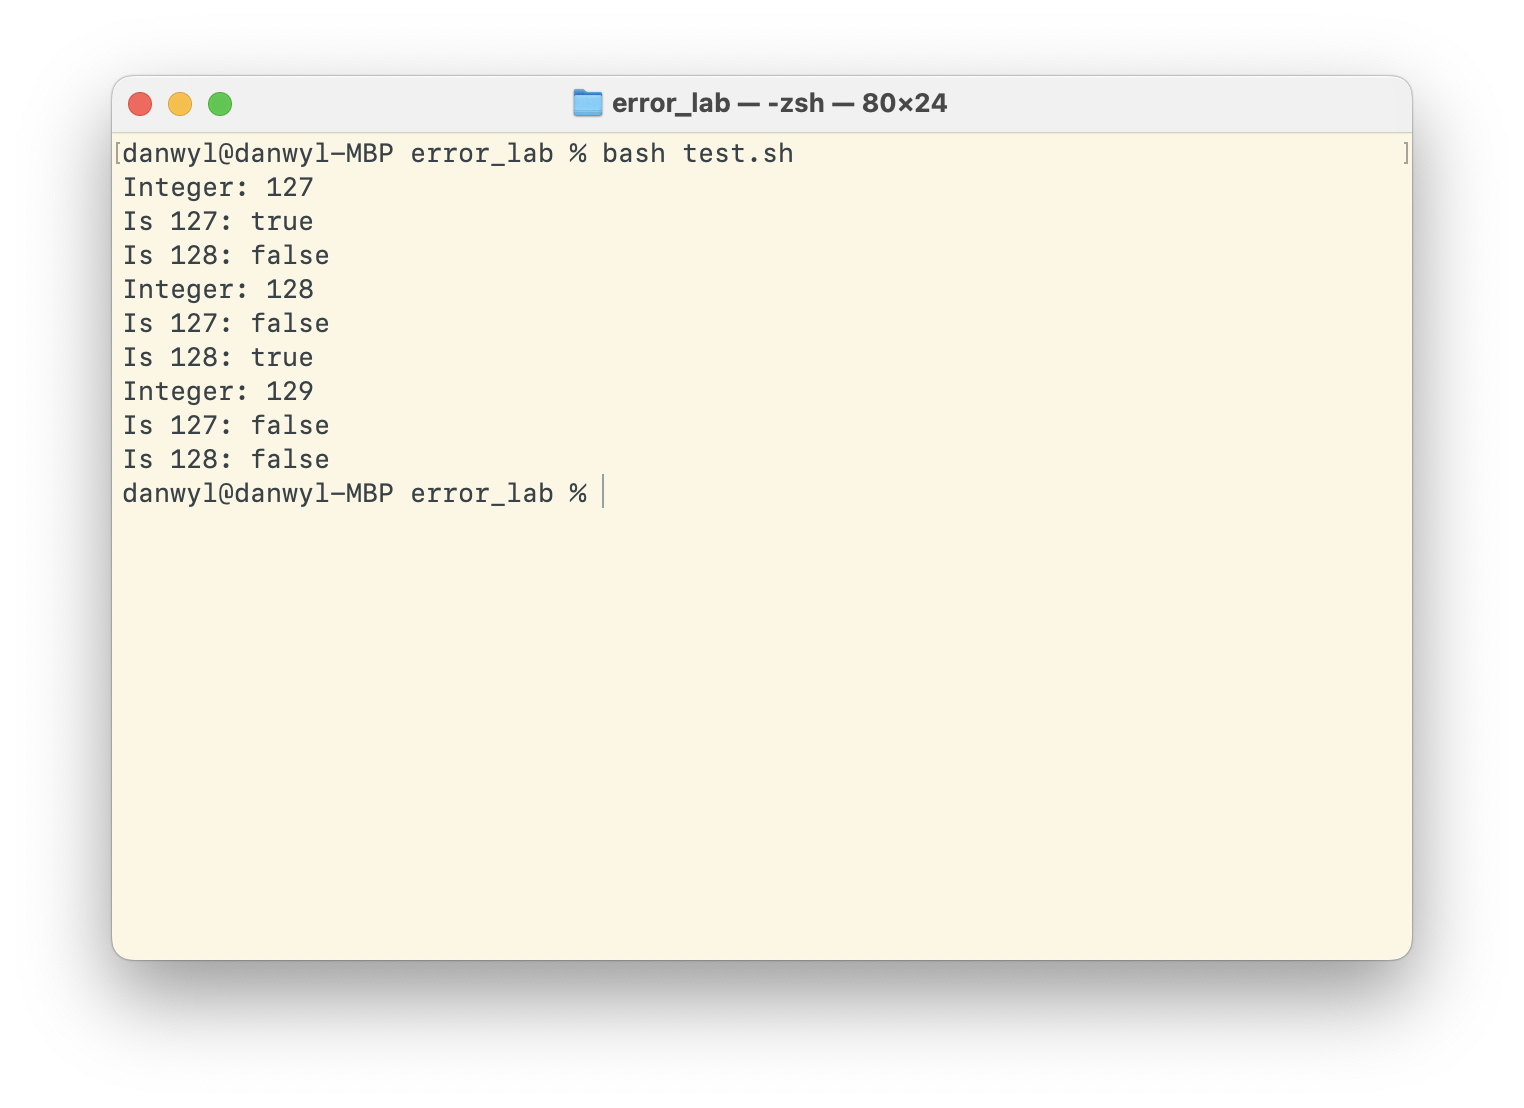 error_lab — -zsh — 80×24
[danwyl@danwyl-MBP error_lab % bash test.sh ]
Integer: 127
Is 127: true
Is 128: false
Integer: 128
Is 127: false
Is 128: true
Integer: 129
Is 127: false
Is 128: false
danwyl@danwyl-MBP error_lab %